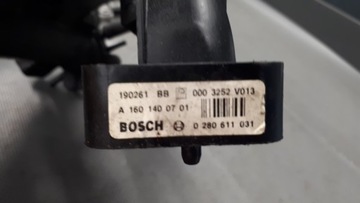 190261 BB 000 3252 V013
A 160 140 07 01
BOSCH 0 280 611 031